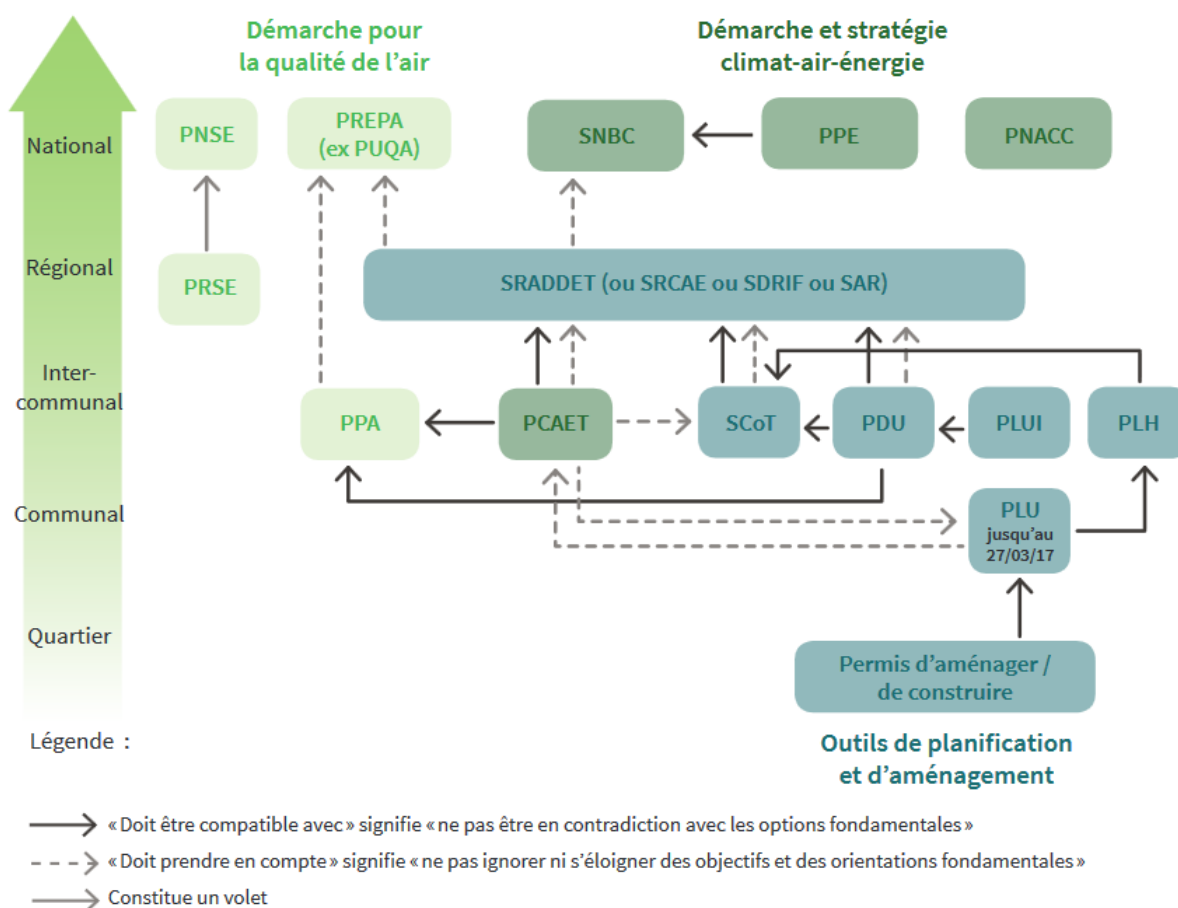 Démarche pour
la qualité de l’air
Démarche et stratégie
climat-air-énergie
National
PNSE
PREPA
(ex PUQA)
SNBC
PPE
PNACC
Régional
PRSE
SRADDET (ou SRCAE ou SDRIF ou SAR)
Inter-
communal
PPA
PCAET
SCoT
PDU
PLUI
PLH
Communal
PLU
jusqu’au
27/03/17
Quartier
Permis d’aménager /
de construire
Légende :
Outils de planification
et d’aménagement
« Doit être compatible avec » signifie « ne pas être en contradiction avec les options fondamentales »
« Doit prendre en compte » signifie « ne pas ignorer ni s’éloigner des objectifs et des orientations fondamentales »
Constitue un volet